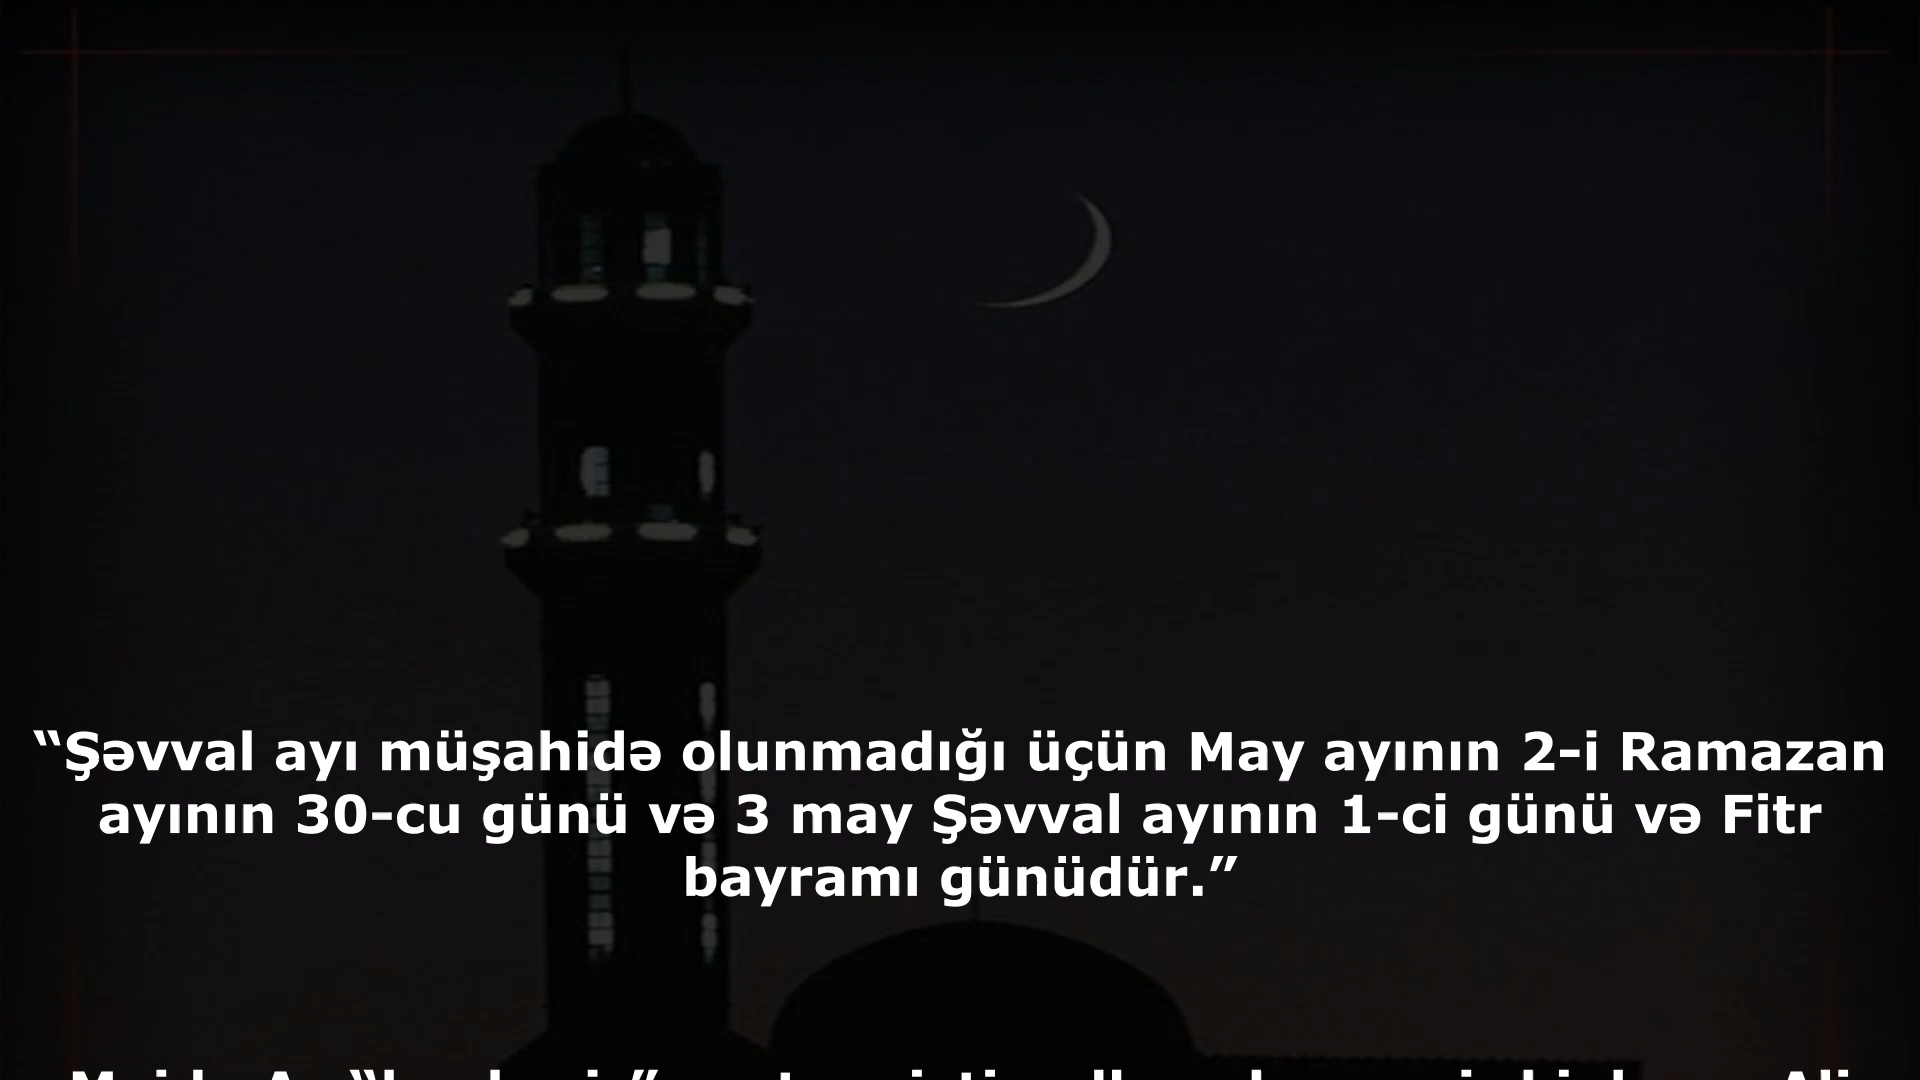 “Şəvval ayı müşahidə olunmadığı üçün May ayının 2-i Ramazan
ayının 30-cu günü və 3 may Şəvval ayının 1-ci günü və Fitr
bayramı günüdür.”